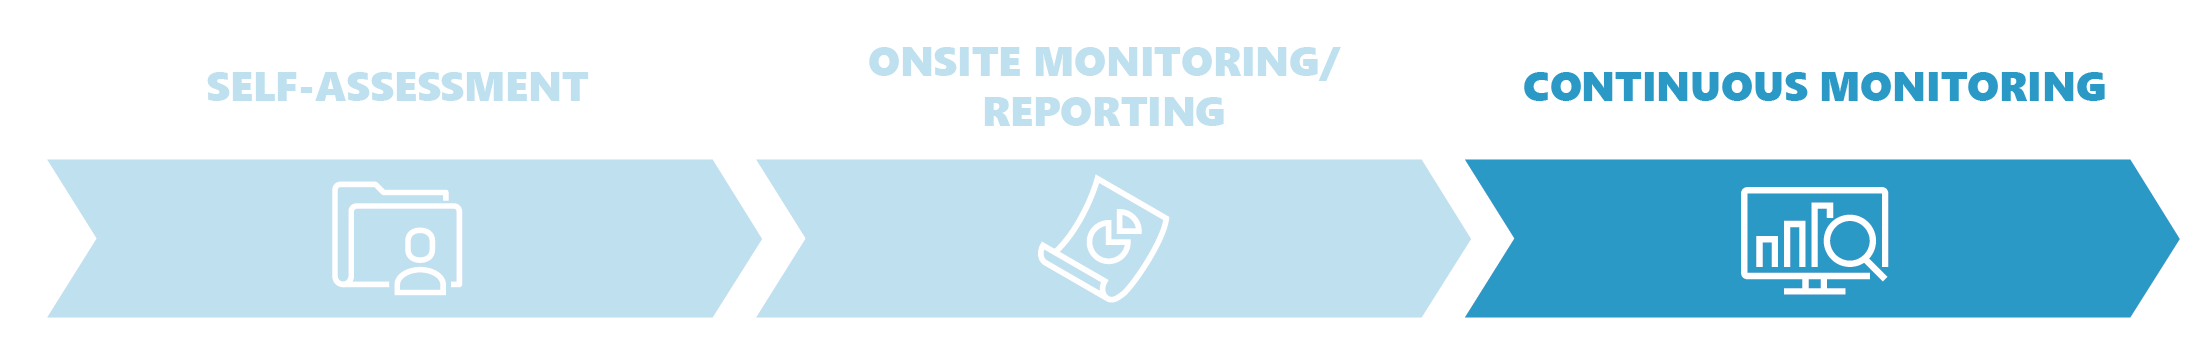 SELF-ASSESSMENT
ONSITE MONITORING/
REPORTING
CONTINUOUS MONITORING